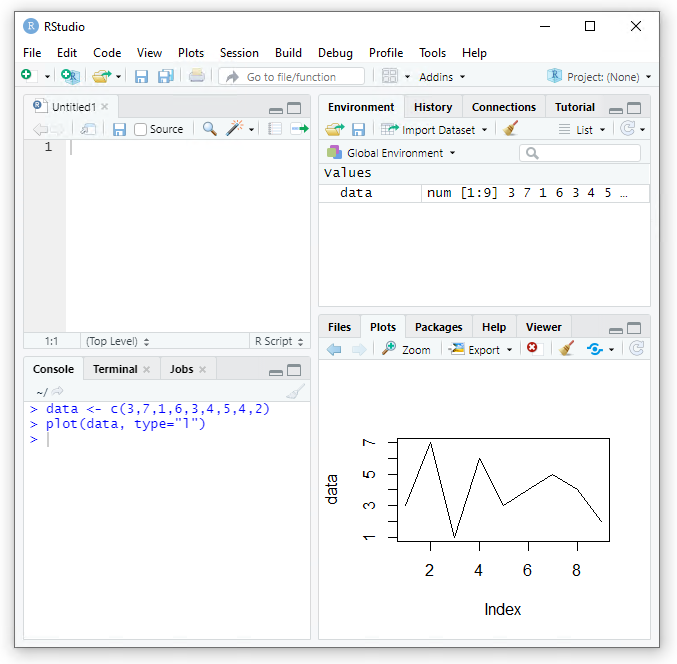 RStudio
File Edit Code View Plots Session Build Debug Profile Tools Help
Go to file/function Addins Project: (None)
Untitled1
Source
1
1:1 (Top Level) R Script
Console Terminal Jobs
~/
> data <- c(3,7,1,6,3,4,5,4,2)
> plot(data, type="l")
>
Environment History Connections Tutorial
Import Dataset List
Global Environment
Values
data num [1:9] 3 7 1 6 3 4 5 …
Files Plots Packages Help Viewer
Zoom Export
7
5
3
1
data
2 4 6 8
Index